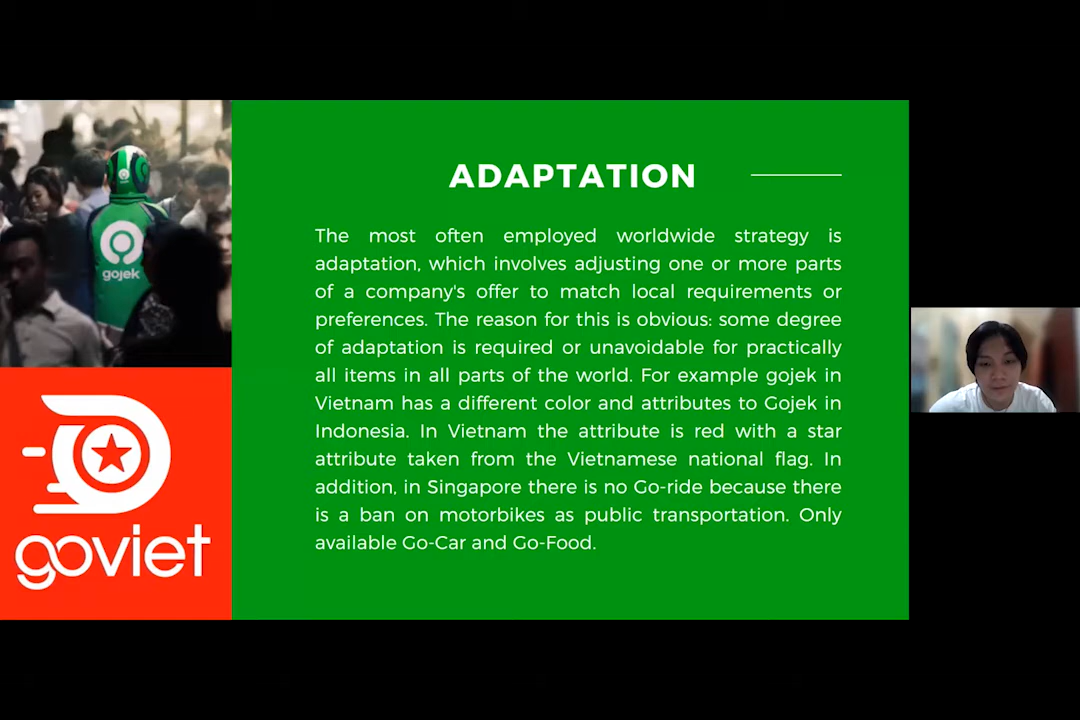 ADAPTATION
The most often employed worldwide strategy is
adaptation, which involves adjusting one or more parts
of a company's offer to match local requirements or
preferences. The reason for this is obvious: some degree
of adaptation is required or unavoidable for practically
all items in all parts of the world. For example gojek in
Vietnam has a different color and attributes to Gojek in
Indonesia. In Vietnam the attribute is red with a star
attribute taken from the Vietnamese national flag. In
addition, in Singapore there is no Go-ride because there
is a ban on motorbikes as public transportation. Only
available Go-Car and Go-Food.
gojek
gojek
goviet